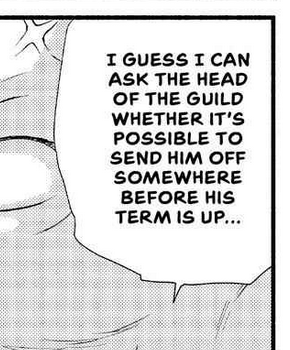 I GUESS I CAN
ASK THE HEAD
OF THE GUILD
WHETHER IT'S
POSSIBLE TO
SEND HIM OFF
SOMEWHERE
BEFORE HIS
TERM IS UP...